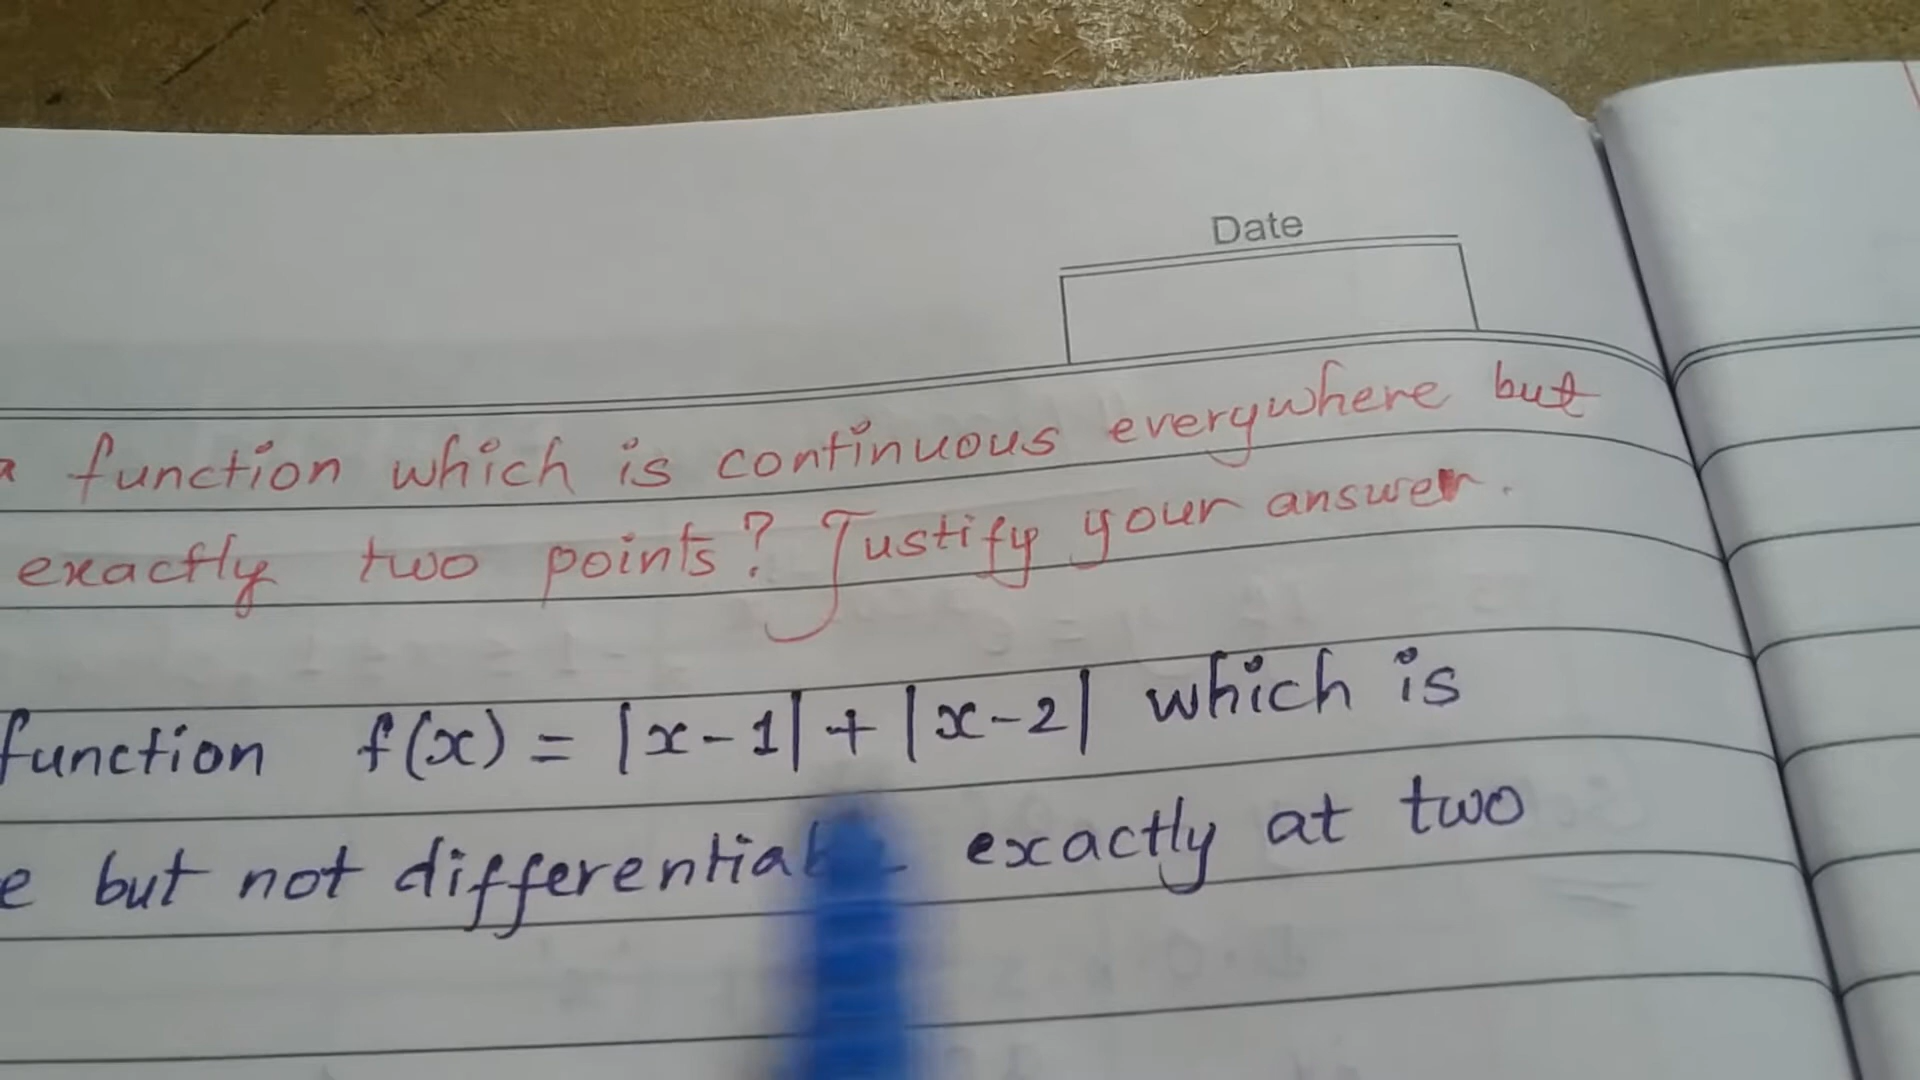 Date
a function which is continuous everywhere but
exactly two points? Justify your answer.
function f(x) = |x-1| + |x-2| which is
e but not exactly at two